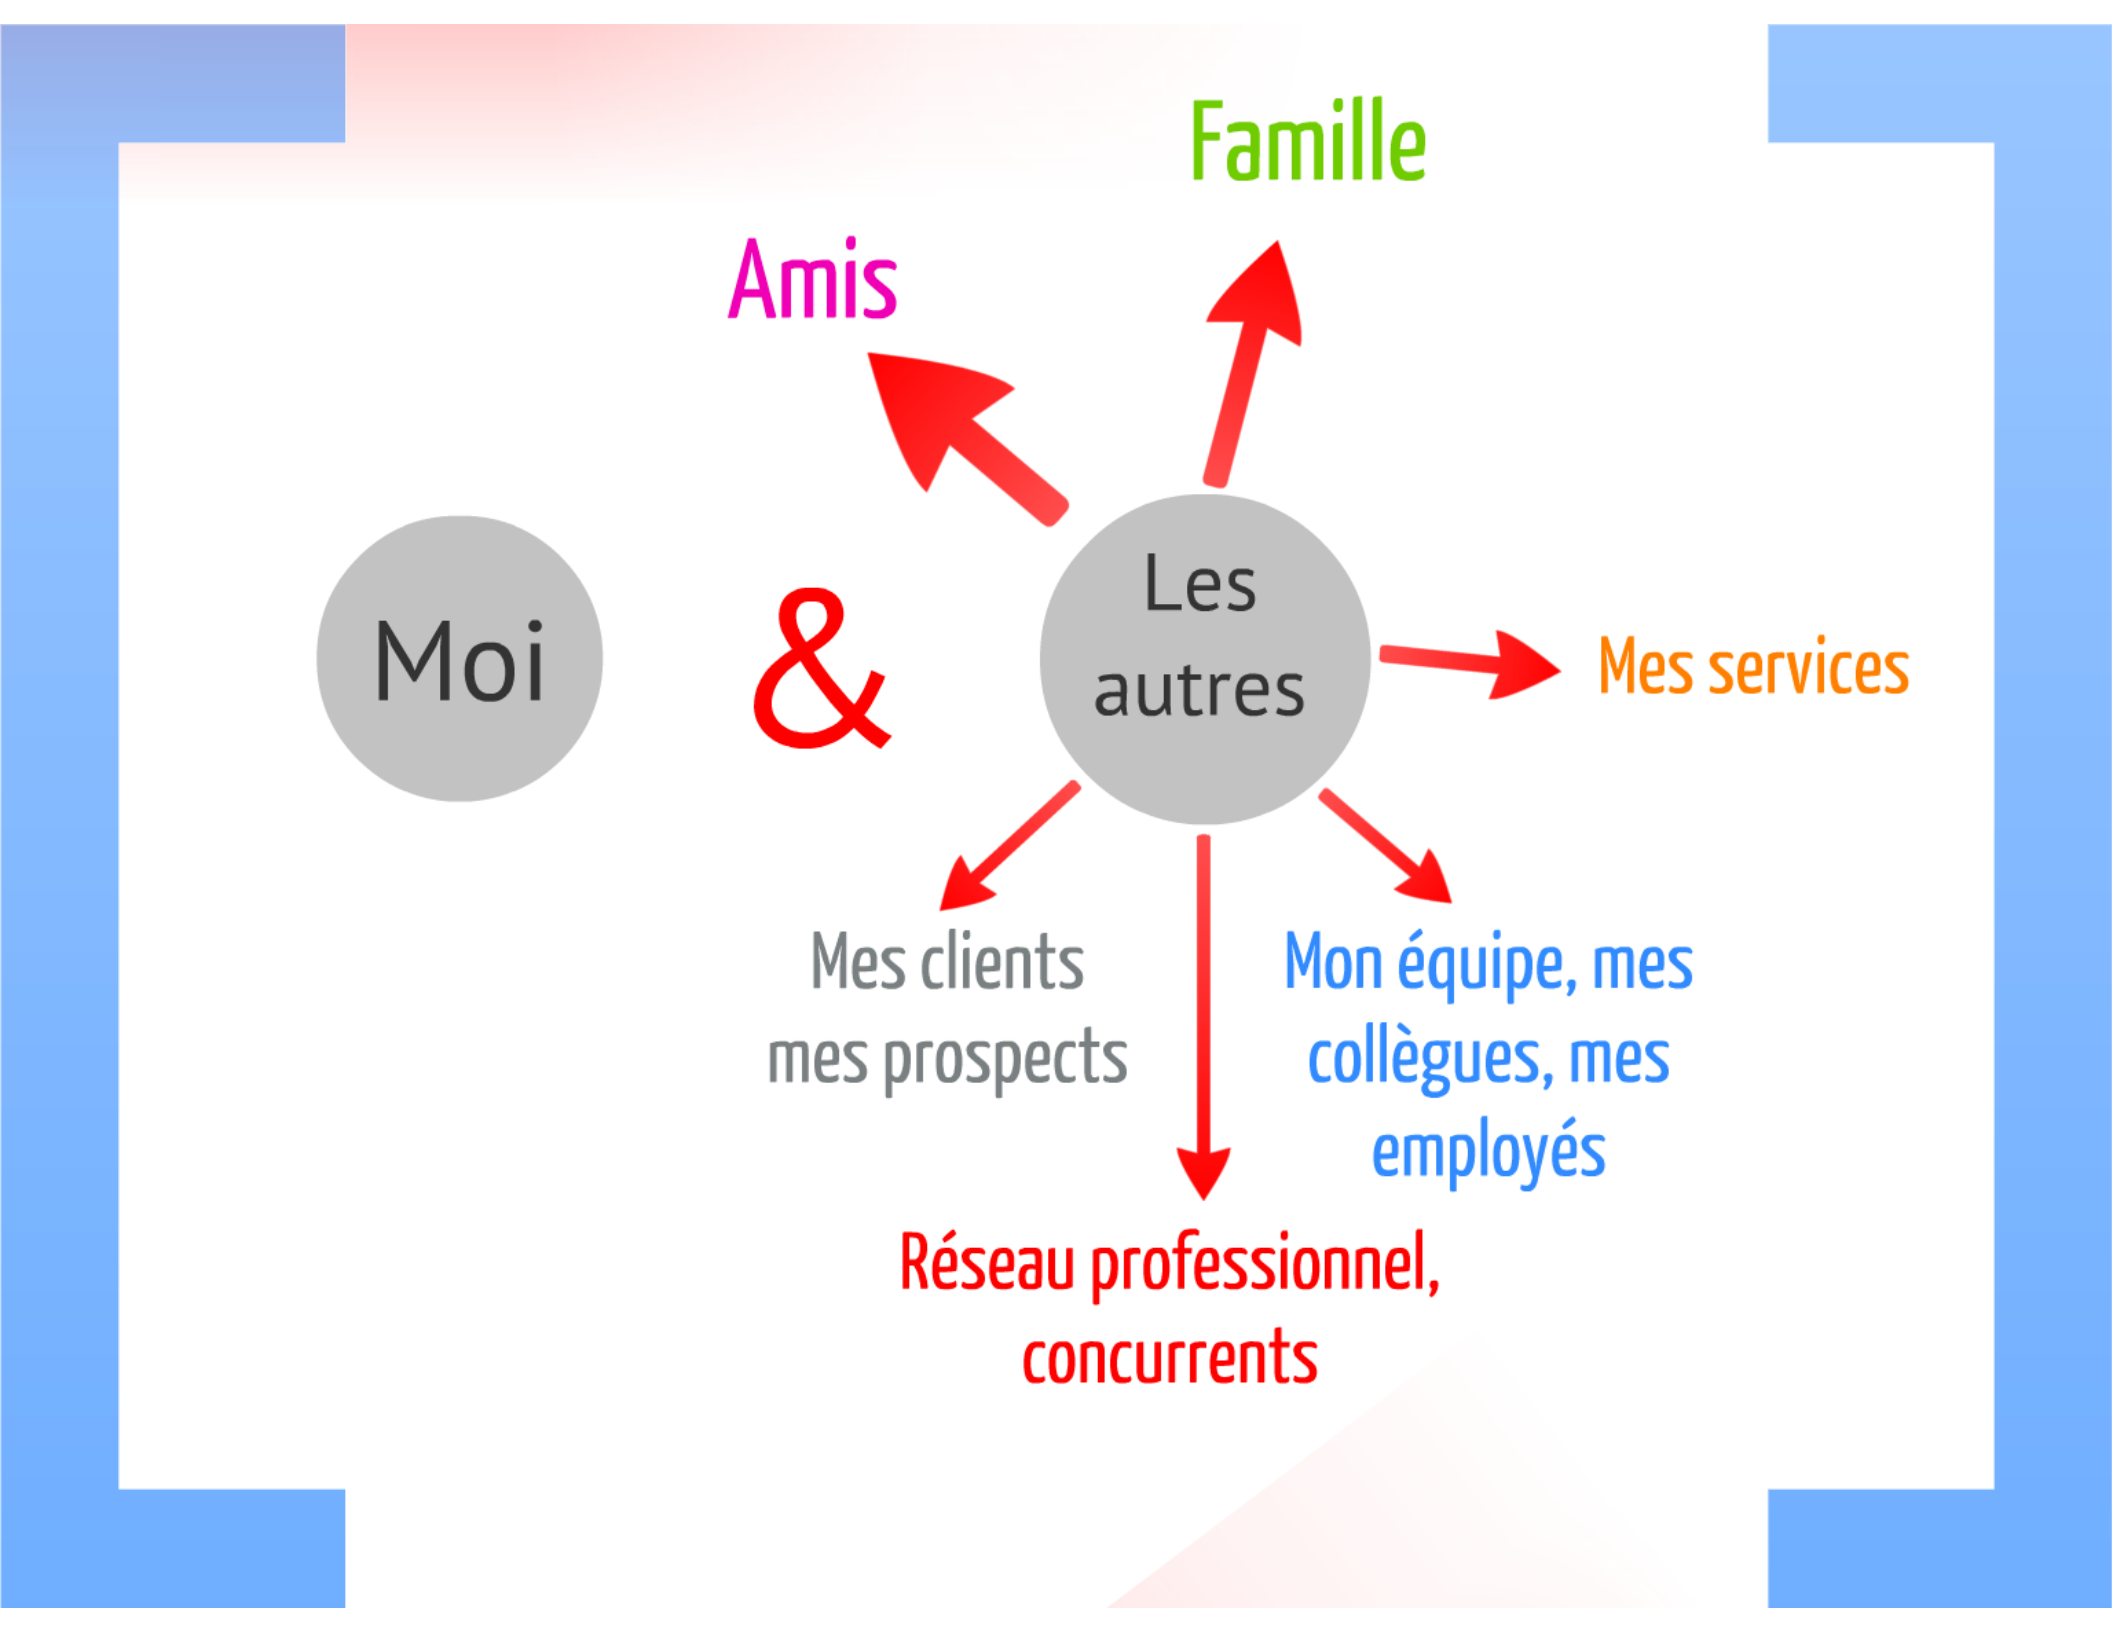 Famille
Amis
Moi
&
Les
autres
Mes services
Mes clients
mes prospects
Mon équipe, mes
collègues, mes
employés
Réseau professionnel,
concurrents